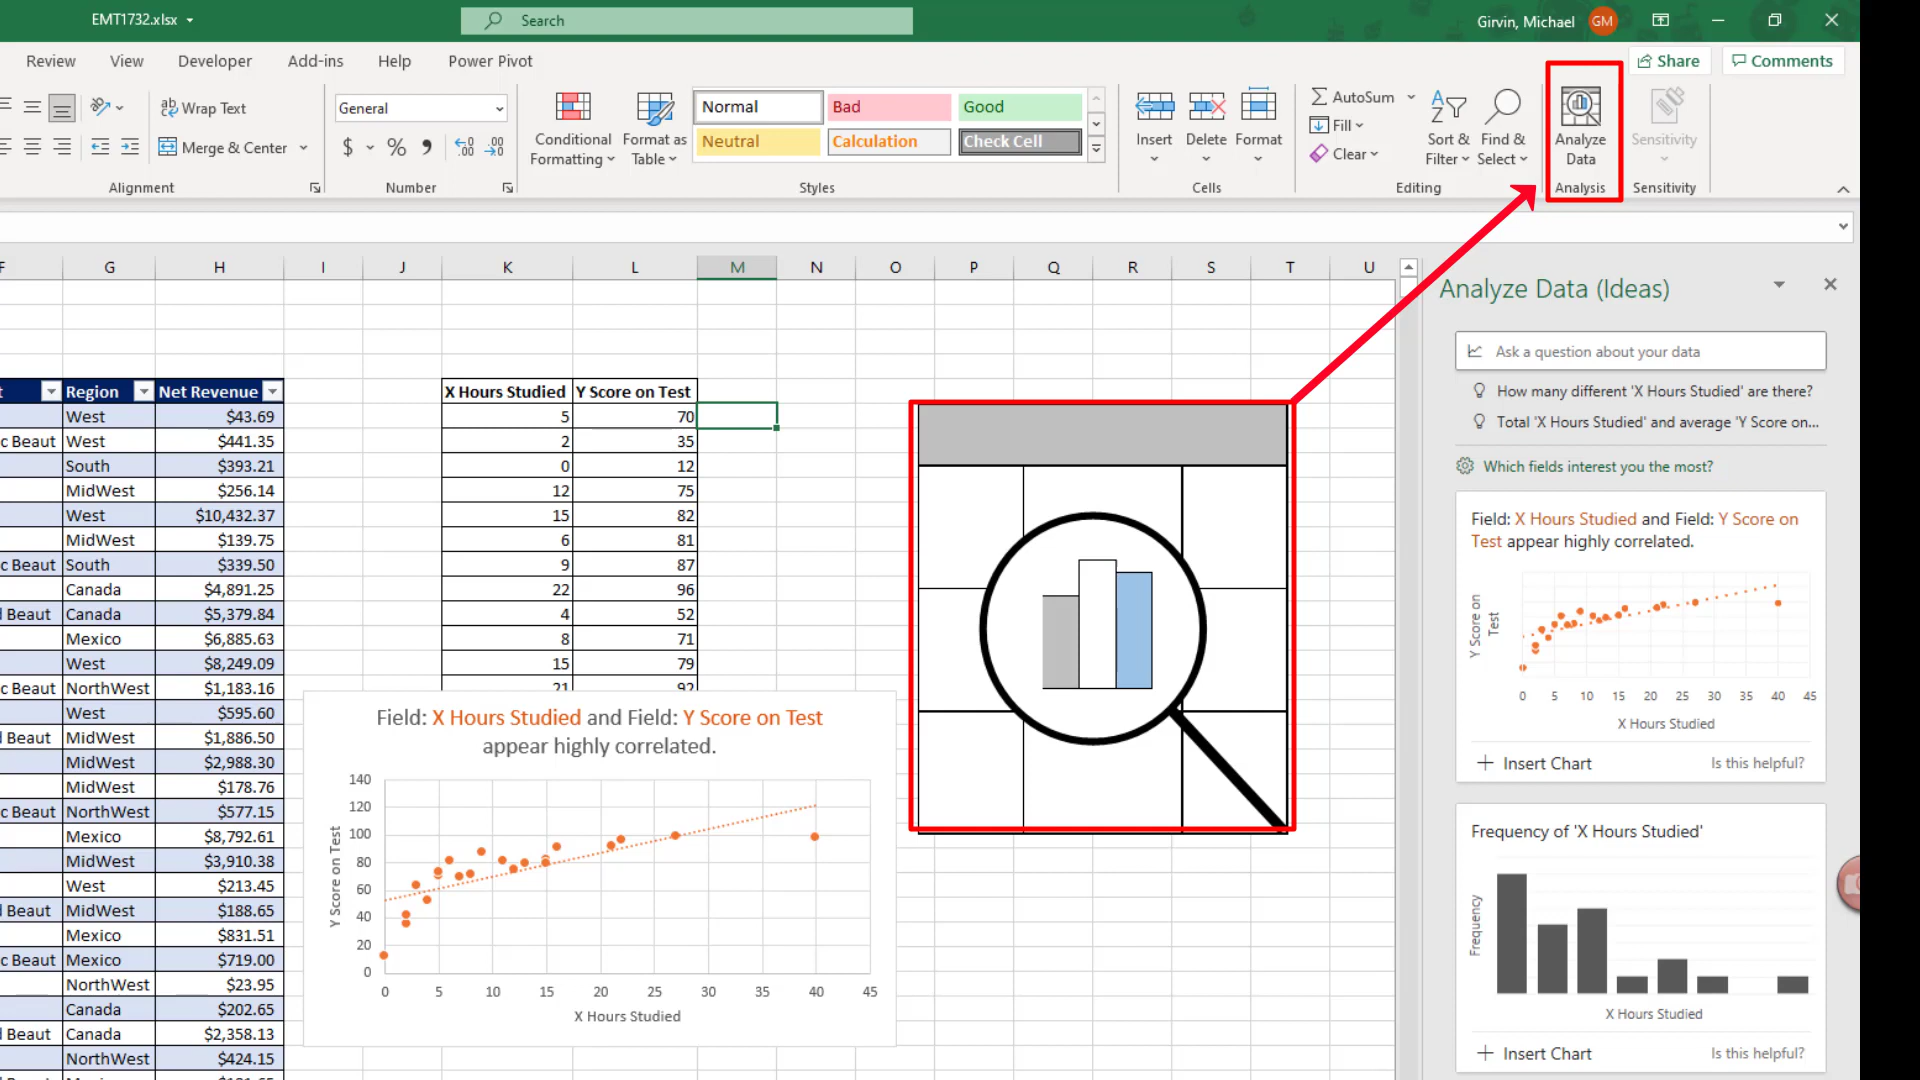 EMT1732.xlsx
Search
Girvin, Michael
GM
Review View Developer Add-ins Help Power Pivot
Share
Comments
Wrap Text
Merge & Center
Alignment
General
$ % 9
Number
Conditional Formatting
Format as Table
Normal Bad Good
Neutral Calculation Check Cell
Styles
Insert Delete Format
Cells
AutoSum
Fill
Clear
Sort & Filter
Find & Select
Editing
Analyze Data
Analysis
Sensitivity
Sensitivity
F G H I J K L M N O P Q R S T U
t Region Net Revenue
West $43.69
c Beaut West $441.35
South $393.21
MidWest $256.14
West $10,432.37
MidWest $139.75
c Beaut South $339.50
Canada $4,891.25
d Beaut Canada $5,379.84
Mexico $6,885.63
West $8,249.09
c Beaut NorthWest $1,183.16
West $595.60
d Beaut MidWest $1,886.50
MidWest $2,988.30
MidWest $178.76
c Beaut NorthWest $577.15
Mexico $8,792.61
MidWest $3,910.38
West $213.45
d Beaut MidWest $188.65
Mexico $831.51
c Beaut Mexico $719.00
NorthWest $23.95
Canada $202.65
d Beaut Canada $2,358.13
NorthWest $424.15
X Hours Studied Y Score on Test
5 70
2 35
0 12
12 75
15 82
6 81
9 87
22 96
4 52
8 71
15 79
21 92
Field: X Hours Studied and Field: Y Score on Test
appear highly correlated.
140
120
100
80
60
40
20
0
Y Score on Test
0 5 10 15 20 25 30 35 40 45
X Hours Studied
Analyze Data (Ideas)
Ask a question about your data
How many different 'X Hours Studied' are there?
Total 'X Hours Studied' and average 'Y Score on...
Which fields interest you the most?
Field: X Hours Studied and Field: Y Score on
Test appear highly correlated.
Y Score on
Test
0 5 10 15 20 25 30 35 40 45
X Hours Studied
Insert Chart Is this helpful?
Frequency of 'X Hours Studied'
Frequency
X Hours Studied
Insert Chart Is this helpful?